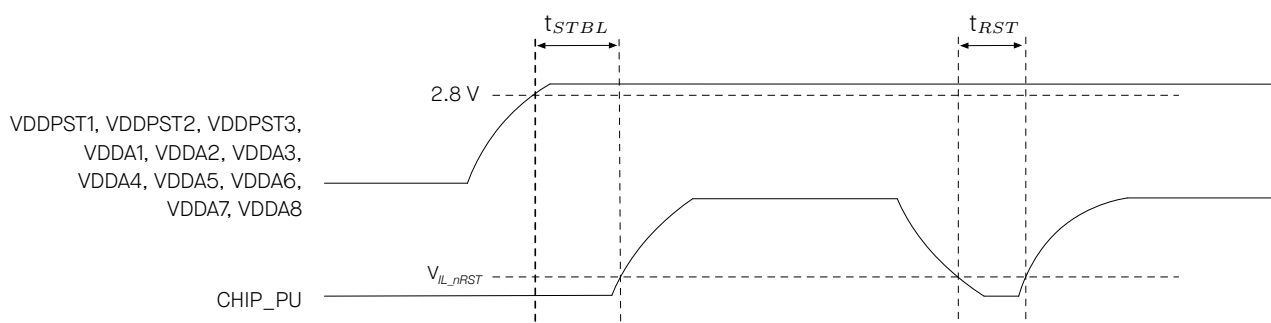 tSTBL
tRST
2.8 V
VDDPST1, VDDPST2, VDDPST3,
VDDA1, VDDA2, VDDA3,
VDDA4, VDDA5, VDDA6,
VDDA7, VDDA8
VIL_nRST
CHIP_PU